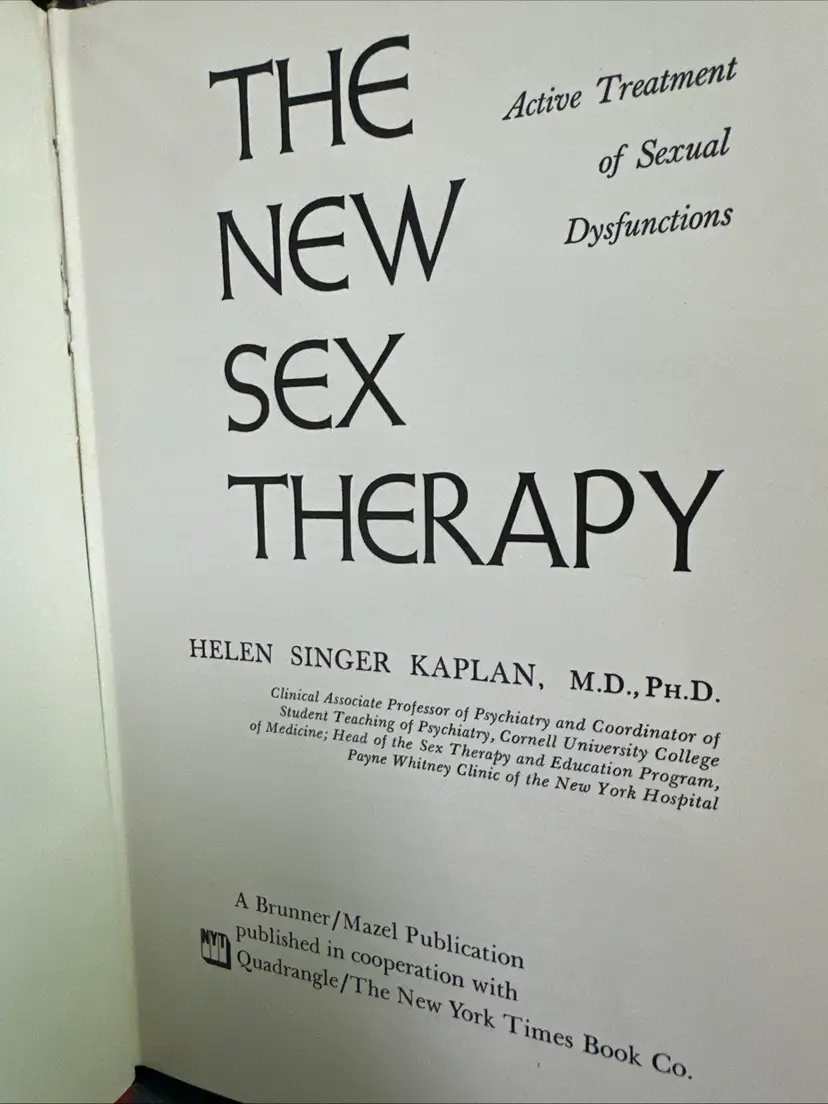 THE
NEW
SEX
THERAPY
Active Treatment
of Sexual
Dysfunctions
HELEN SINGER KAPLAN, M.D., PH.D.
Clinical Associate Professor of Psychiatry and Coordinator of
Student Teaching of Psychiatry, Cornell University College
of Medicine; Head of the Sex Therapy and Education Program,
Payne Whitney Clinic of the New York Hospital
A Brunner/Mazel Publication
published in cooperation with
NYT
Quadrangle/The New York Times Book Co.